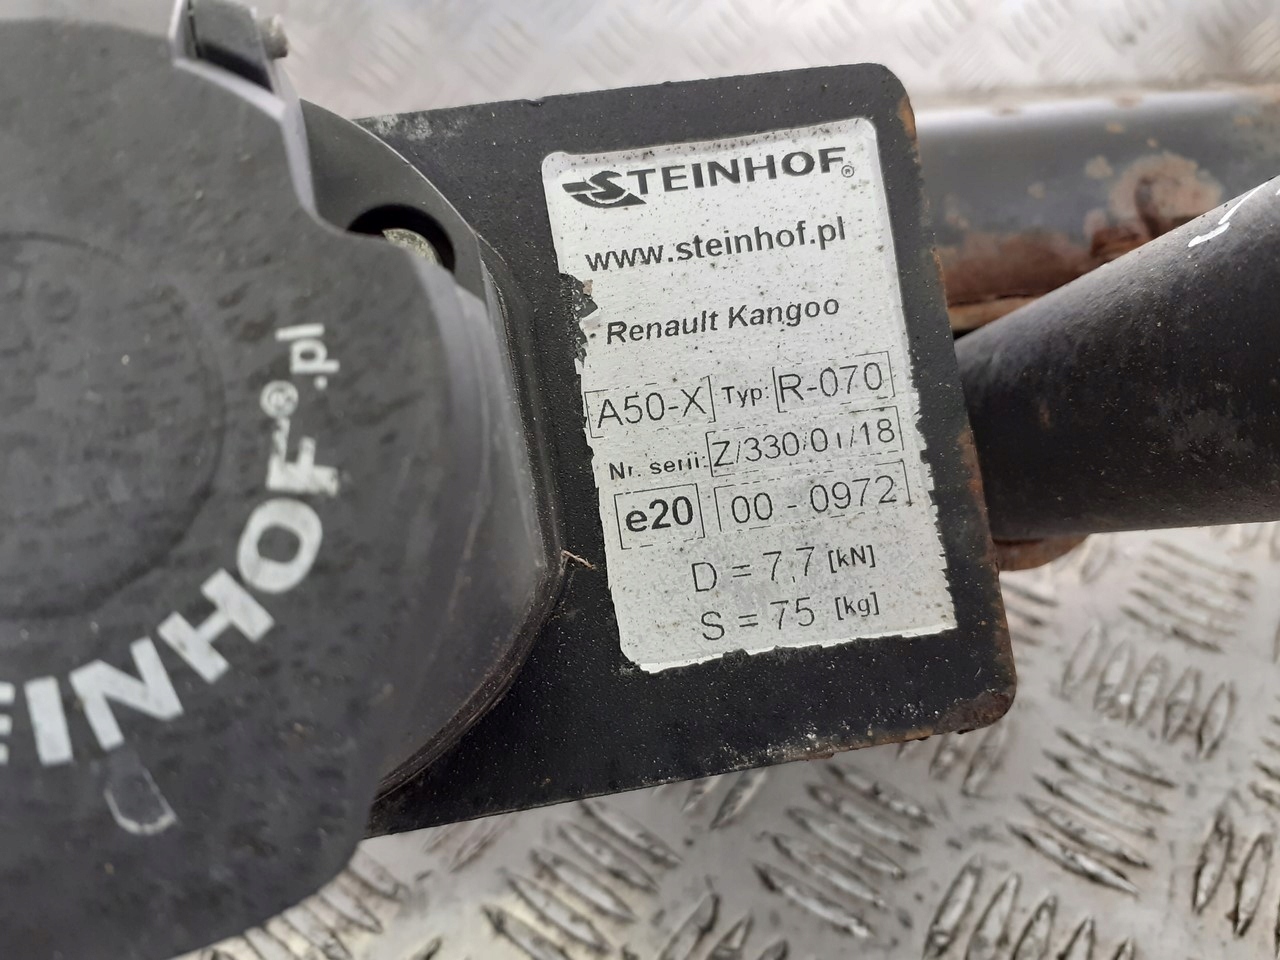 STEINHOF®
www.steinhof.pl
Renault Kangoo
A50-X Typ: R-070
Nr. serii: Z/330/01/18
e20 00 - 0972
D = 7,7 [kN]
S = 75 [kg]
EINHOF®.pl